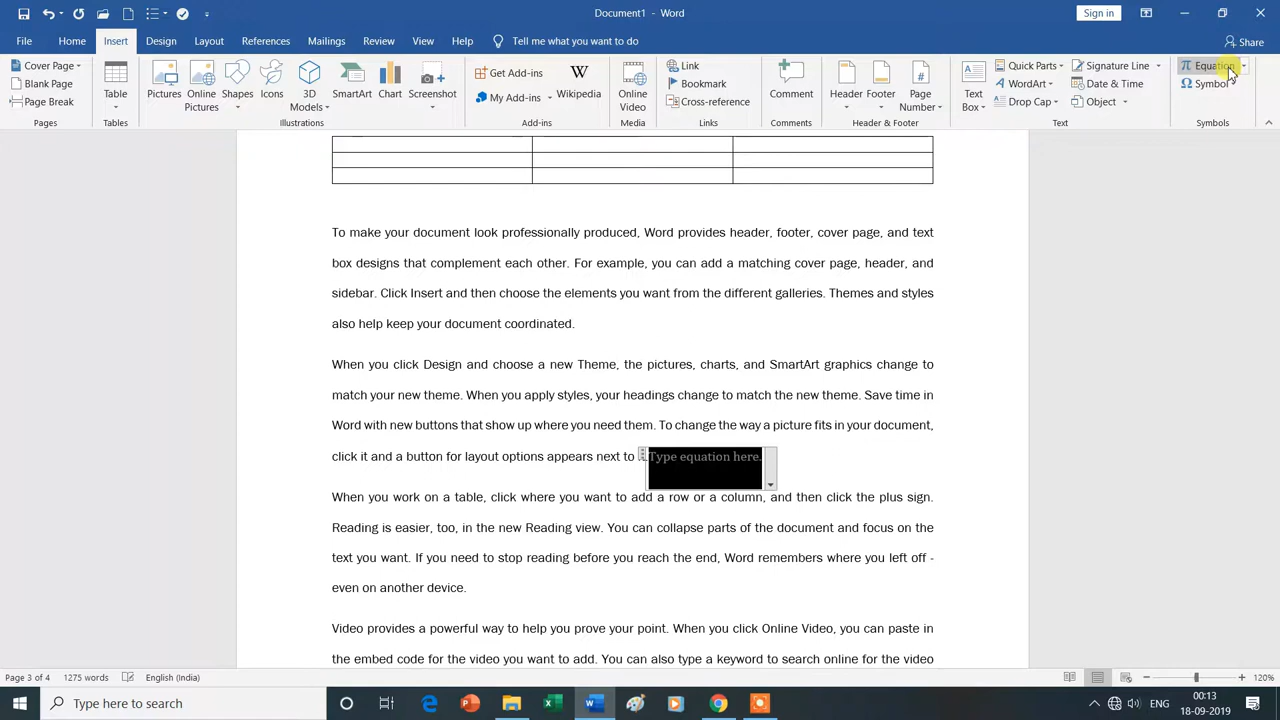 Document1 - Word
Sign in
File Home Insert Design Layout References Mailings Review View Help Tell me what you want to do Share
Cover Page
Blank Page
Page Break
Pages
Table
Tables
Pictures
Online Pictures
Shapes
Icons
3D Models
SmartArt
Chart
Screenshot
Illustrations
Get Add-ins
My Add-ins
Wikipedia
Add-ins
Online Video
Media
Link
Bookmark
Cross-reference
Links
Comment
Comments
Header
Footer
Page Number
Header & Footer
Text Box
Quick Parts
WordArt
Drop Cap
Signature Line
Date & Time
Object
Text
π Equation
Ω Symbol
Symbols
To make your document look professionally produced, Word provides header, footer, cover page, and text
box designs that complement each other. For example, you can add a matching cover page, header, and
sidebar. Click Insert and then choose the elements you want from the different galleries. Themes and styles
also help keep your document coordinated.
When you click Design and choose a new Theme, the pictures, charts, and SmartArt graphics change to
match your new theme. When you apply styles, your headings change to match the new theme. Save time in
Word with new buttons that show up where you need them. To change the way a picture fits in your document,
click it and a button for layout options appears next to Type equation here.
When you work on a table, click where you want to add a row or a column, and then click the plus sign.
Reading is easier, too, in the new Reading view. You can collapse parts of the document and focus on the
text you want. If you need to stop reading before you reach the end, Word remembers where you left off -
even on another device.
Video provides a powerful way to help you prove your point. When you click Online Video, you can paste in
the embed code for the video you want to add. You can also type a keyword to search online for the video
Page 3 of 4 1275 words English (India) 120%
Type here to search
ENG
00:13
18-09-2019